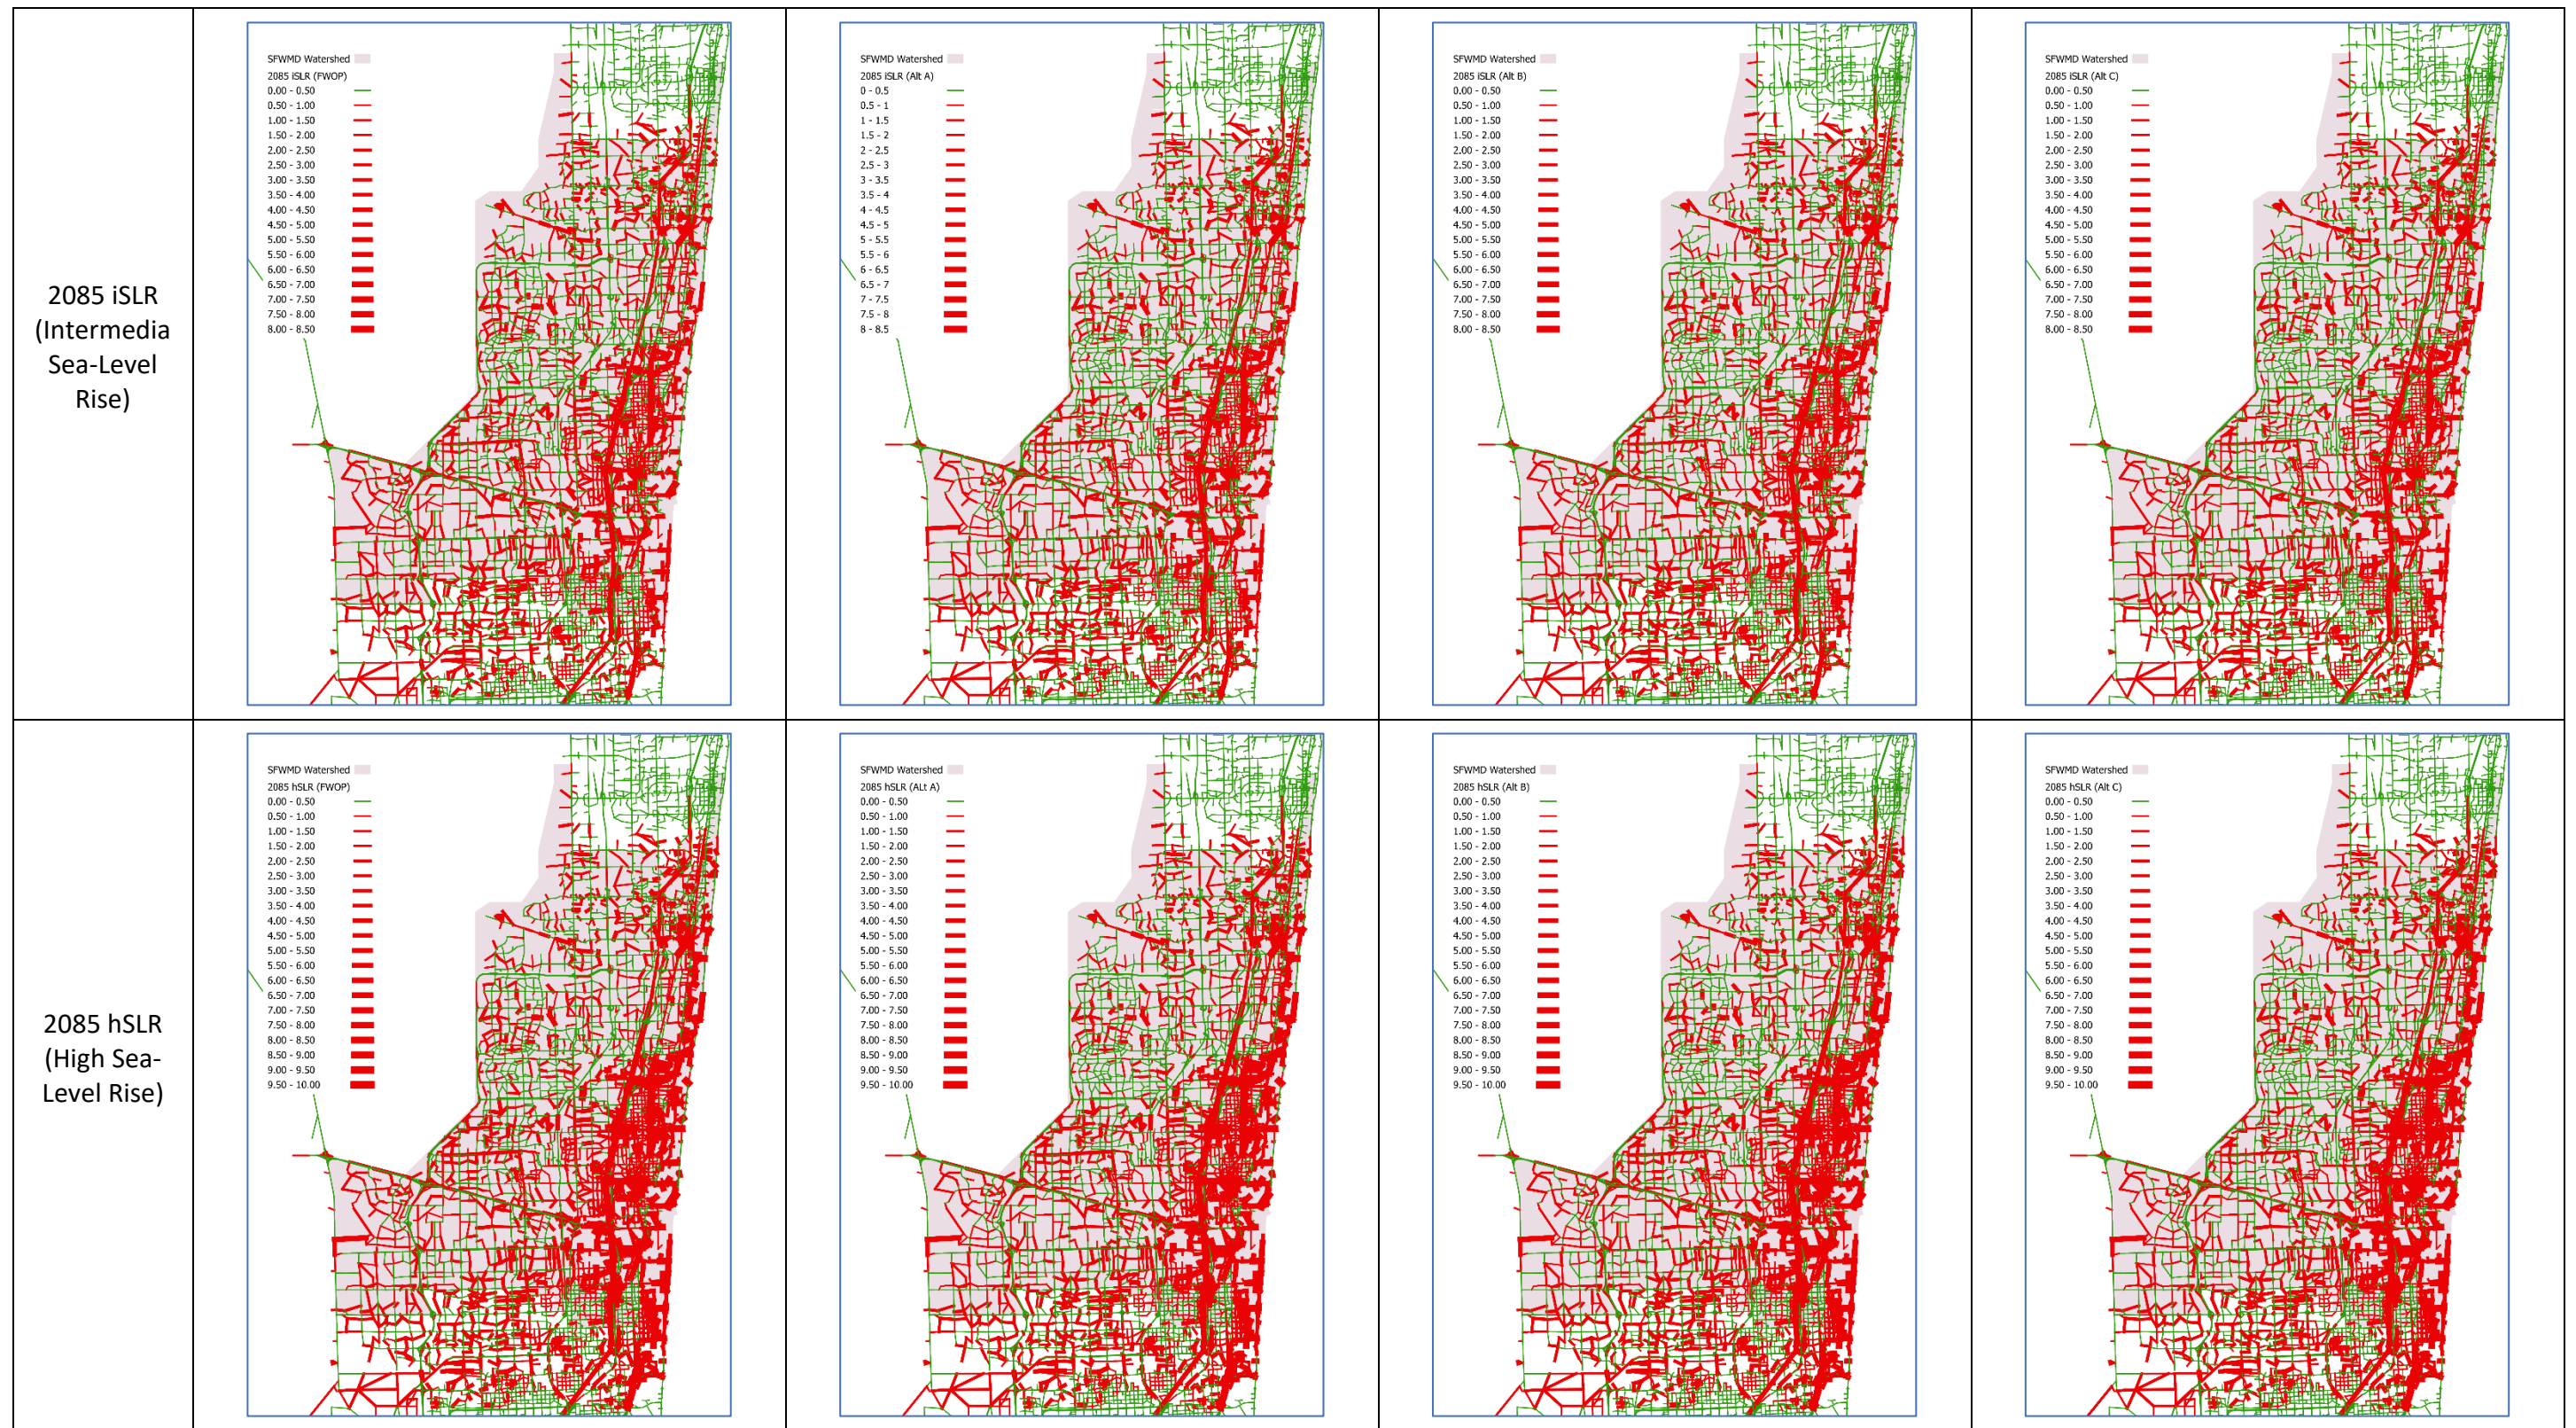 2085 iSLR
(Intermedia
Sea-Level
Rise)
SFWMD Watershed
2085 iSLR (FWOP)
0.00 - 0.50
0.50 - 1.00
1.00 - 1.50
1.50 - 2.00
2.00 - 2.50
2.50 - 3.00
3.00 - 3.50
3.50 - 4.00
4.00 - 4.50
4.50 - 5.00
5.00 - 5.50
5.50 - 6.00
6.00 - 6.50
6.50 - 7.00
7.00 - 7.50
7.50 - 8.00
8.00 - 8.50
SFWMD Watershed
2085 iSLR (Alt A)
0 - 0.5
0.5 - 1
1 - 1.5
1.5 - 2
2 - 2.5
2.5 - 3
3 - 3.5
3.5 - 4
4 - 4.5
4.5 - 5
5 - 5.5
5.5 - 6
6 - 6.5
6.5 - 7
7 - 7.5
7.5 - 8
8 - 8.5
SFWMD Watershed
2085 iSLR (Alt B)
0.00 - 0.50
0.50 - 1.00
1.00 - 1.50
1.50 - 2.00
2.00 - 2.50
2.50 - 3.00
3.00 - 3.50
3.50 - 4.00
4.00 - 4.50
4.50 - 5.00
5.00 - 5.50
5.50 - 6.00
6.00 - 6.50
6.50 - 7.00
7.00 - 7.50
7.50 - 8.00
8.00 - 8.50
SFWMD Watershed
2085 iSLR (Alt C)
0.00 - 0.50
0.50 - 1.00
1.00 - 1.50
1.50 - 2.00
2.00 - 2.50
2.50 - 3.00
3.00 - 3.50
3.50 - 4.00
4.00 - 4.50
4.50 - 5.00
5.00 - 5.50
5.50 - 6.00
6.00 - 6.50
6.50 - 7.00
7.00 - 7.50
7.50 - 8.00
8.00 - 8.50
2085 hSLR
(High Sea-
Level Rise)
SFWMD Watershed
2085 hSLR (FWOP)
0.00 - 0.50
0.50 - 1.00
1.00 - 1.50
1.50 - 2.00
2.00 - 2.50
2.50 - 3.00
3.00 - 3.50
3.50 - 4.00
4.00 - 4.50
4.50 - 5.00
5.00 - 5.50
5.50 - 6.00
6.00 - 6.50
6.50 - 7.00
7.00 - 7.50
7.50 - 8.00
8.00 - 8.50
8.50 - 9.00
9.00 - 9.50
9.50 - 10.00
SFWMD Watershed
2085 hSLR (ALt A)
0.00 - 0.50
0.50 - 1.00
1.00 - 1.50
1.50 - 2.00
2.00 - 2.50
2.50 - 3.00
3.00 - 3.50
3.50 - 4.00
4.00 - 4.50
4.50 - 5.00
5.00 - 5.50
5.50 - 6.00
6.00 - 6.50
6.50 - 7.00
7.00 - 7.50
7.50 - 8.00
8.00 - 8.50
8.50 - 9.00
9.00 - 9.50
9.50 - 10.00
SFWMD Watershed
2085 hSLR (Alt B)
0.00 - 0.50
0.50 - 1.00
1.00 - 1.50
1.50 - 2.00
2.00 - 2.50
2.50 - 3.00
3.00 - 3.50
3.50 - 4.00
4.00 - 4.50
4.50 - 5.00
5.00 - 5.50
5.50 - 6.00
6.00 - 6.50
6.50 - 7.00
7.00 - 7.50
7.50 - 8.00
8.00 - 8.50
8.50 - 9.00
9.00 - 9.50
9.50 - 10.00
SFWMD Watershed
2085 hSLR (Alt C)
0.00 - 0.50
0.50 - 1.00
1.00 - 1.50
1.50 - 2.00
2.00 - 2.50
2.50 - 3.00
3.00 - 3.50
3.50 - 4.00
4.00 - 4.50
4.50 - 5.00
5.00 - 5.50
5.50 - 6.00
6.00 - 6.50
6.50 - 7.00
7.00 - 7.50
7.50 - 8.00
8.00 - 8.50
8.50 - 9.00
9.00 - 9.50
9.50 - 10.00